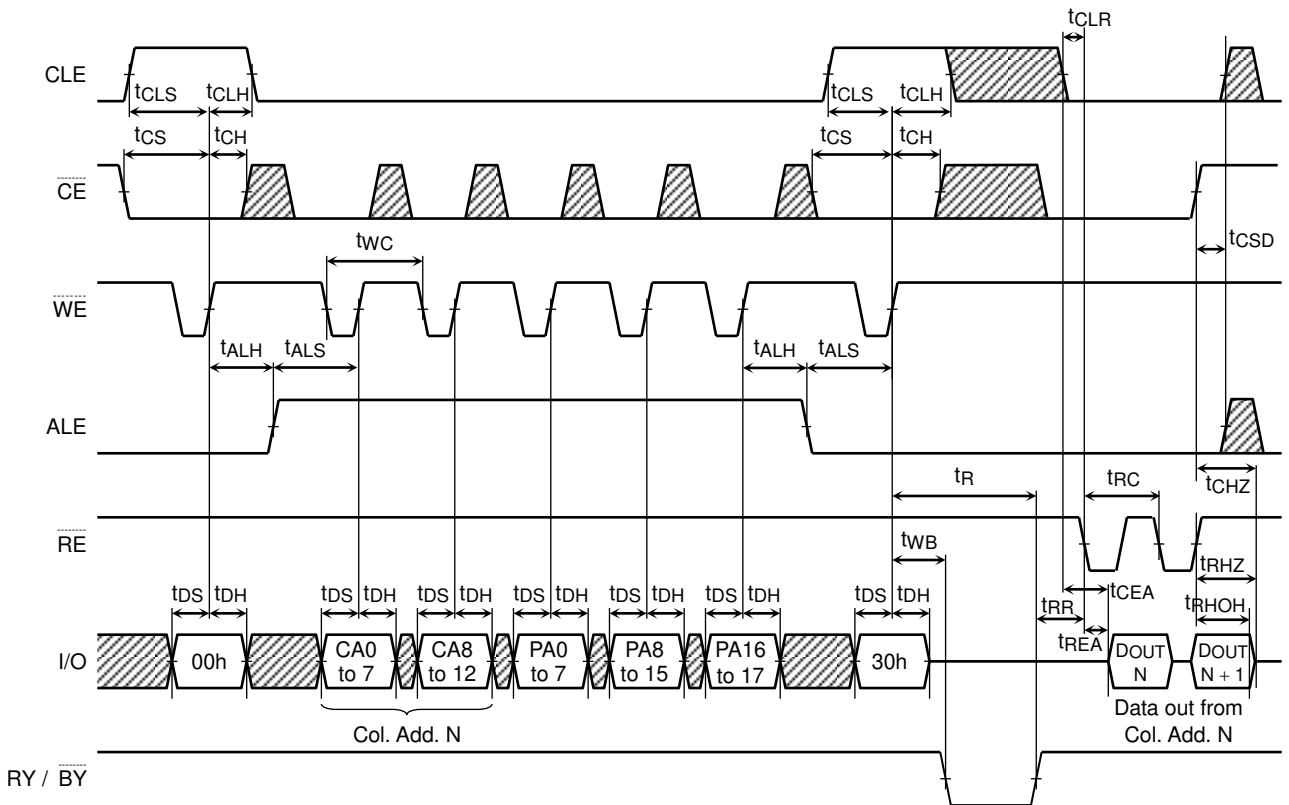 tCLR
CLE
tCLS tCLH tCLS tCLH
tCS tCH tCS tCH
CE
tWC tCSD
WE
tALH tALS tALH tALS
ALE
tR tRC tCHZ
RE
tWB tRHZ
tDS tDH tDS tDH tDS tDH tDS tDH tDS tDH tDS tDH tDS tDH tCEA
tRR tRHOH
tREA
I/O 00h CA0 to 7 CA8 to 12 PA0 to 7 PA8 to 15 PA16 to 17 30h DOUT N DOUT N + 1
Col. Add. N
Data out from
Col. Add. N
RY / BY